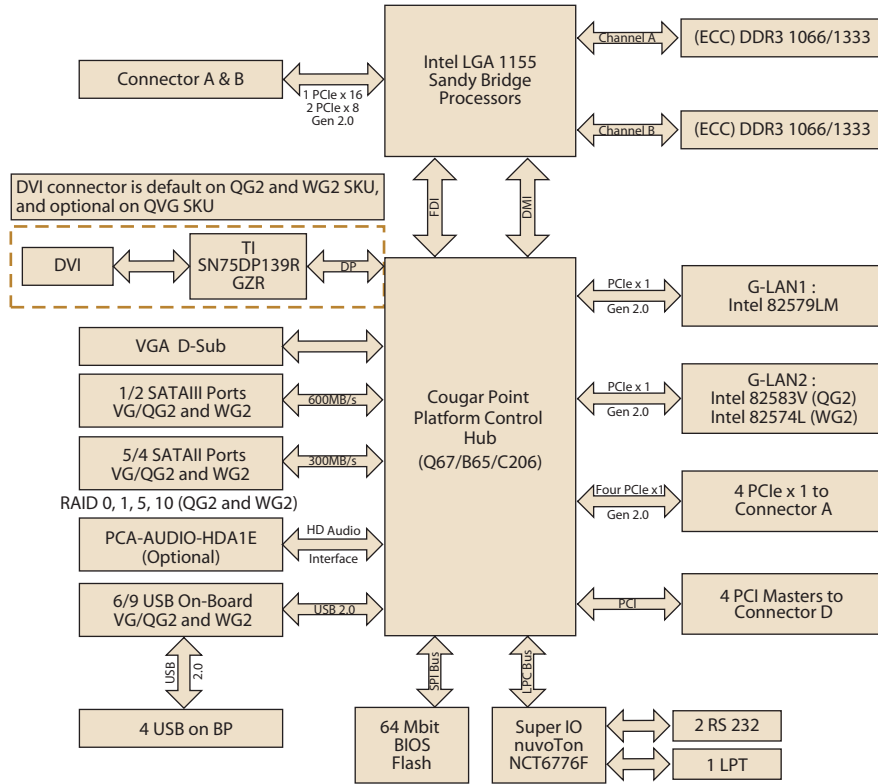 Intel LGA 1155
Sandy Bridge
Processors
Channel A
(ECC) DDR3 1066/1333
Channel B
(ECC) DDR3 1066/1333
Connector A & B
1 PCIe x 16
2 PCIe x 8
Gen 2.0
DVI connector is default on QG2 and WG2 SKU,
and optional on QVG SKU
FDI
DMI
DVI
TI
SN75DP139R
GZR
DP
VGA D-Sub
1/2 SATAIII Ports
VG/QG2 and WG2
600MB/s
5/4 SATAII Ports
VG/QG2 and WG2
300MB/s
RAID 0, 1, 5, 10 (QG2 and WG2)
PCA-AUDIO-HDA1E
(Optional)
HD Audio
Interface
6/9 USB On-Board
VG/QG2 and WG2
USB 2.0
USB
2.0
4 USB on BP
Cougar Point
Platform Control
Hub
(Q67/B65/C206)
PCIe x 1
Gen 2.0
G-LAN1 :
Intel 82579LM
PCIe x 1
Gen 2.0
G-LAN2 :
Intel 82583V (QG2)
Intel 82574L (WG2)
Four PCIe x1
Gen 2.0
4 PCIe x 1 to
Connector A
PCI
4 PCI Masters to
Connector D
SPI Bus
LPC Bus
64 Mbit
BIOS
Flash
Super IO
nuvoTon
NCT6776F
2 RS 232
1 LPT